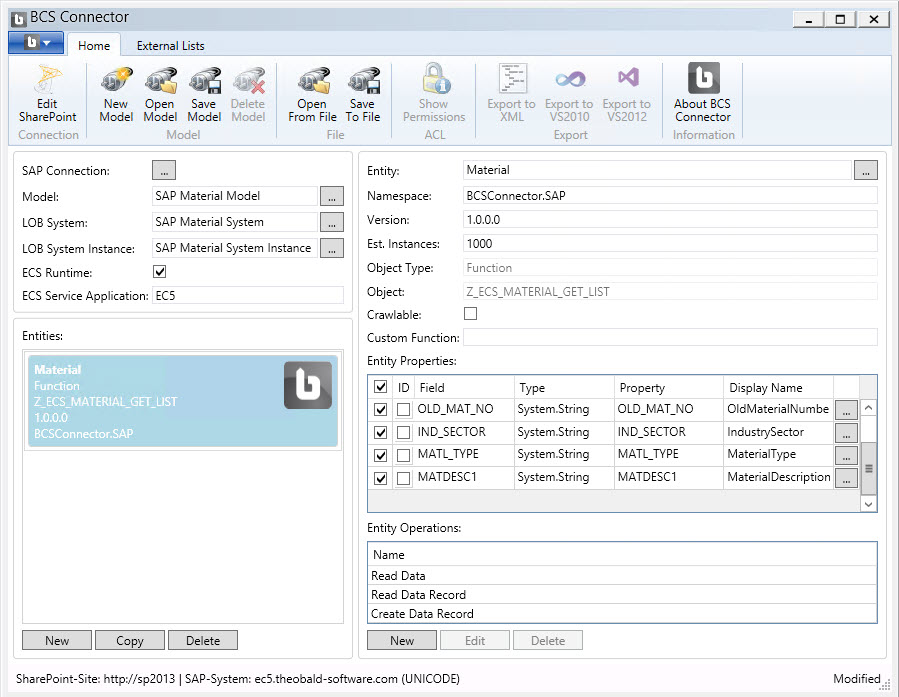 BCS Connector
Home External Lists
Edit SharePoint
New Model
Open Model
Save Model
Delete Model
Open From File
Save To File
Show Permissions
Export to XML
Export to VS2010
Export to VS2012
About BCS Connector
Connection Model File ACL Export Information
SAP Connection: ...
Model: SAP Material Model ...
LOB System: SAP Material System ...
LOB System Instance: SAP Material System Instance ...
ECS Runtime:
ECS Service Application: EC5
Entities:
Material
Function
Z_ECS_MATERIAL_GET_LIST
1.0.0.0
BCSConnector.SAP
New Copy Delete
Entity: Material ...
Namespace: BCSConnector.SAP
Version: 1.0.0.0
Est. Instances: 1000
Object Type: Function
Object: Z_ECS_MATERIAL_GET_LIST
Crawlable:
Custom Function:
Entity Properties:
ID Field Type Property Display Name
OLD_MAT_NO System.String OLD_MAT_NO OldMaterialNumbe ...
IND_SECTOR System.String IND_SECTOR IndustrySector ...
MATL_TYPE System.String MATL_TYPE MaterialType ...
MATDESC1 System.String MATDESC1 MaterialDescription ...
Entity Operations:
Name
Read Data
Read Data Record
Create Data Record
New Edit Delete
SharePoint-Site: http://sp2013 | SAP-System: ec5.theobald-software.com (UNICODE) Modified